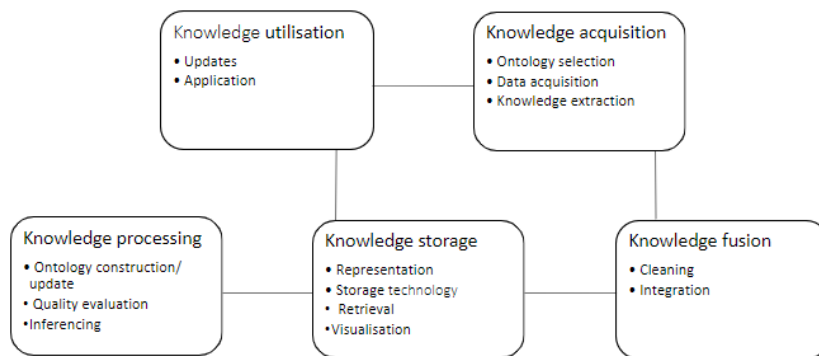 Knowledge utilisation
• Updates
• Application
Knowledge acquisition
• Ontology selection
• Data acquisition
• Knowledge extraction
Knowledge processing
• Ontology construction/
update
• Quality evaluation
•Inferencing
Knowledge storage
• Representation
• Storage technology
• Retrieval
•Visualisation
Knowledge fusion
• Cleaning
• Integration